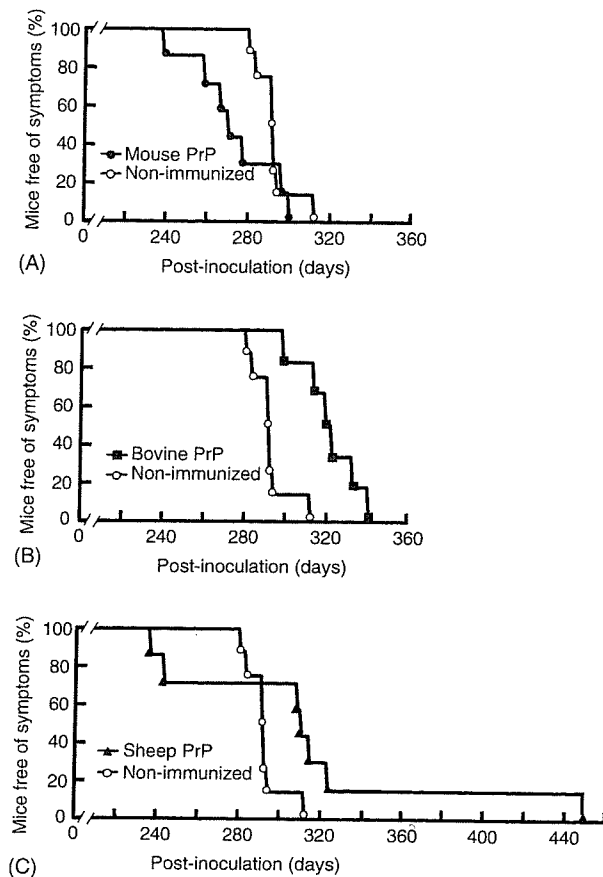 Mice free of symptoms (%)
100
80
60
40
20
0
Mouse PrP
Non-immunized
0 240 280 320 360
(A)
Post-inoculation (days)
Mice free of symptoms (%)
100
80
60
40
20
0
Bovine PrP
Non-immunized
0 240 280 320 360
(B)
Post-inoculation (days)
Mice free of symptoms (%)
100
80
60
40
20
0
Sheep PrP
Non-immunized
0 240 280 320 360 400 440
(C)
Post-inoculation (days)